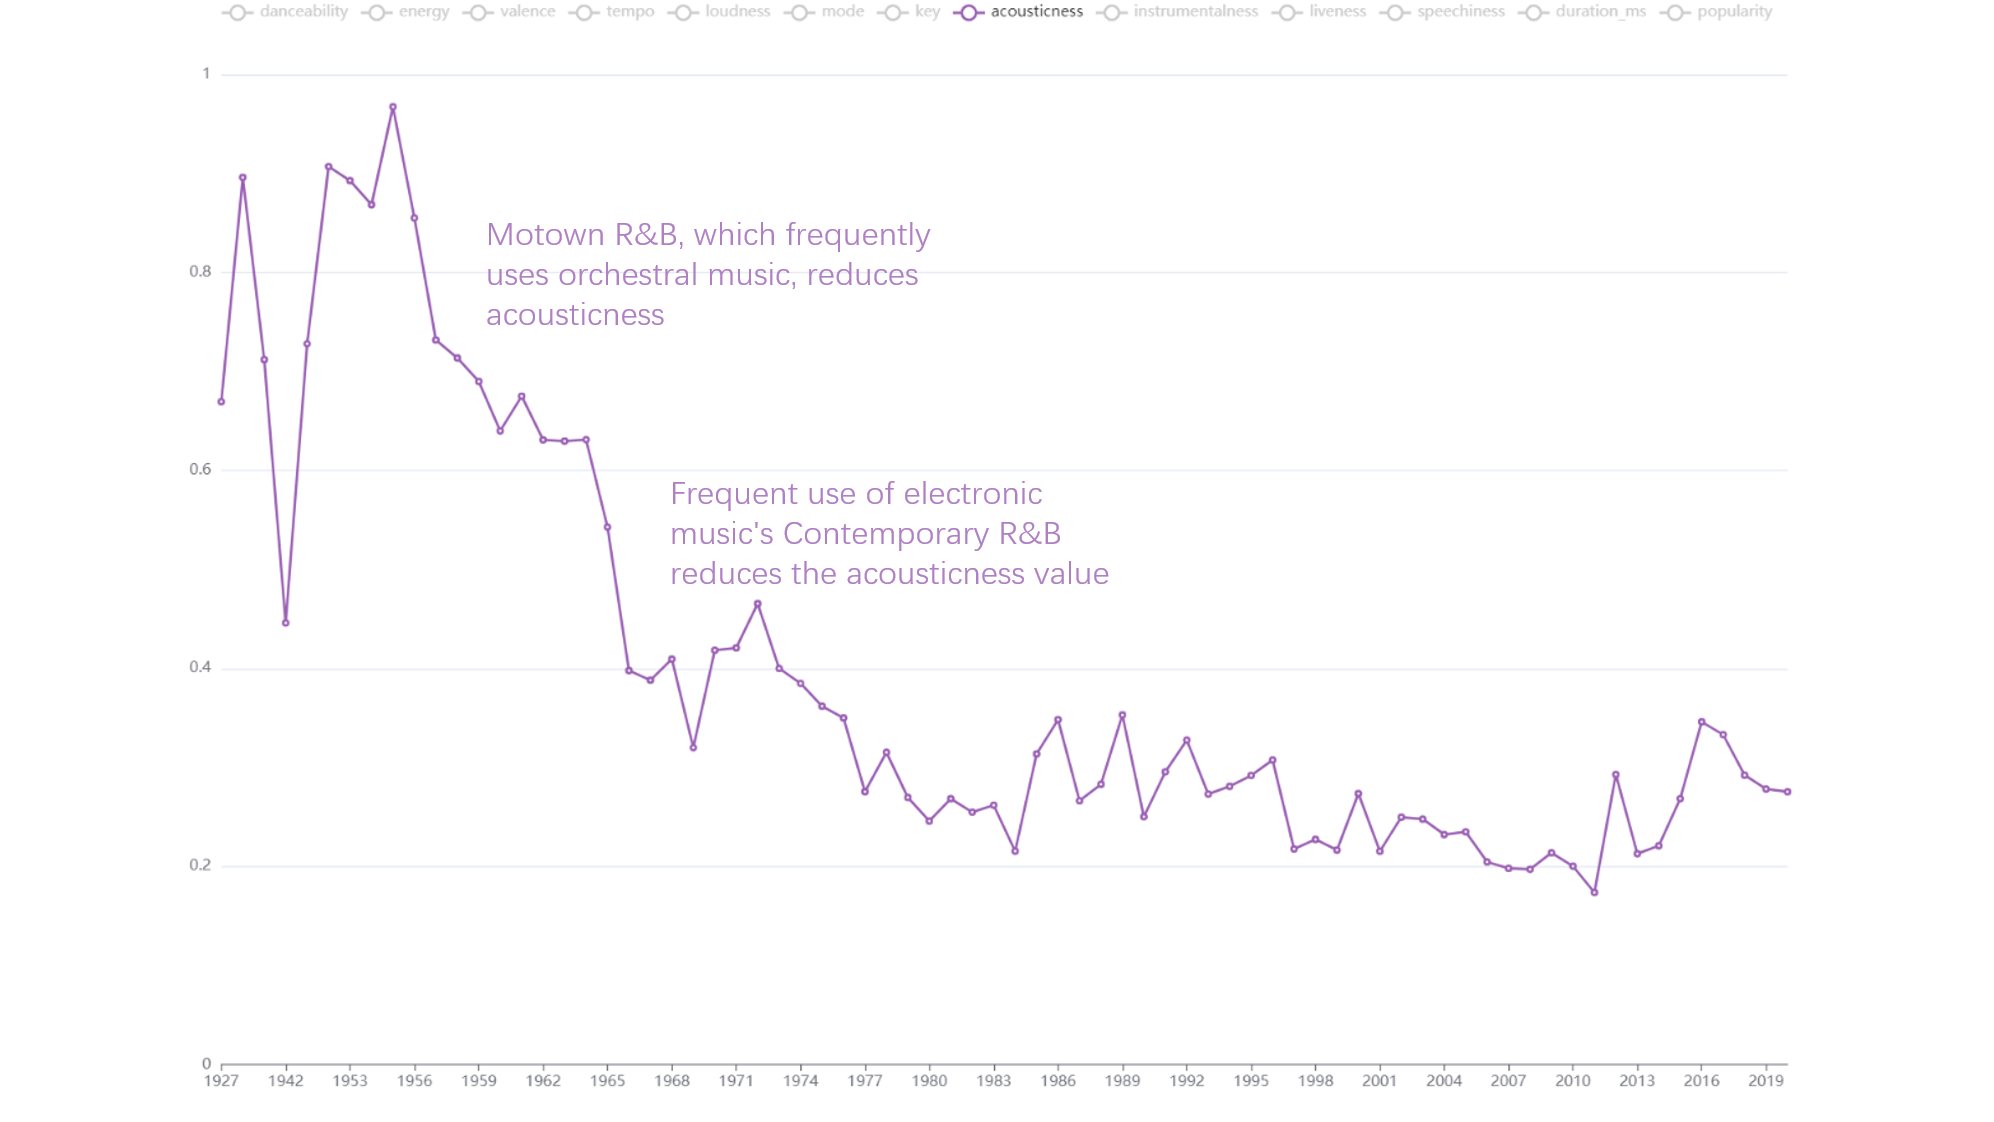 danceability energy valence tempo loudness mode key acousticness instrumentalness liveness speechiness duration_ms popularity
1
Motown R&B, which frequently
uses orchestral music, reduces
acousticness
0.8
0.6
Frequent use of electronic
music's Contemporary R&B
reduces the acousticness value
0.4
0.2
0
1927 1942 1953 1956 1959 1962 1965 1968 1971 1974 1977 1980 1983 1986 1989 1992 1995 1998 2001 2004 2007 2010 2013 2016 2019